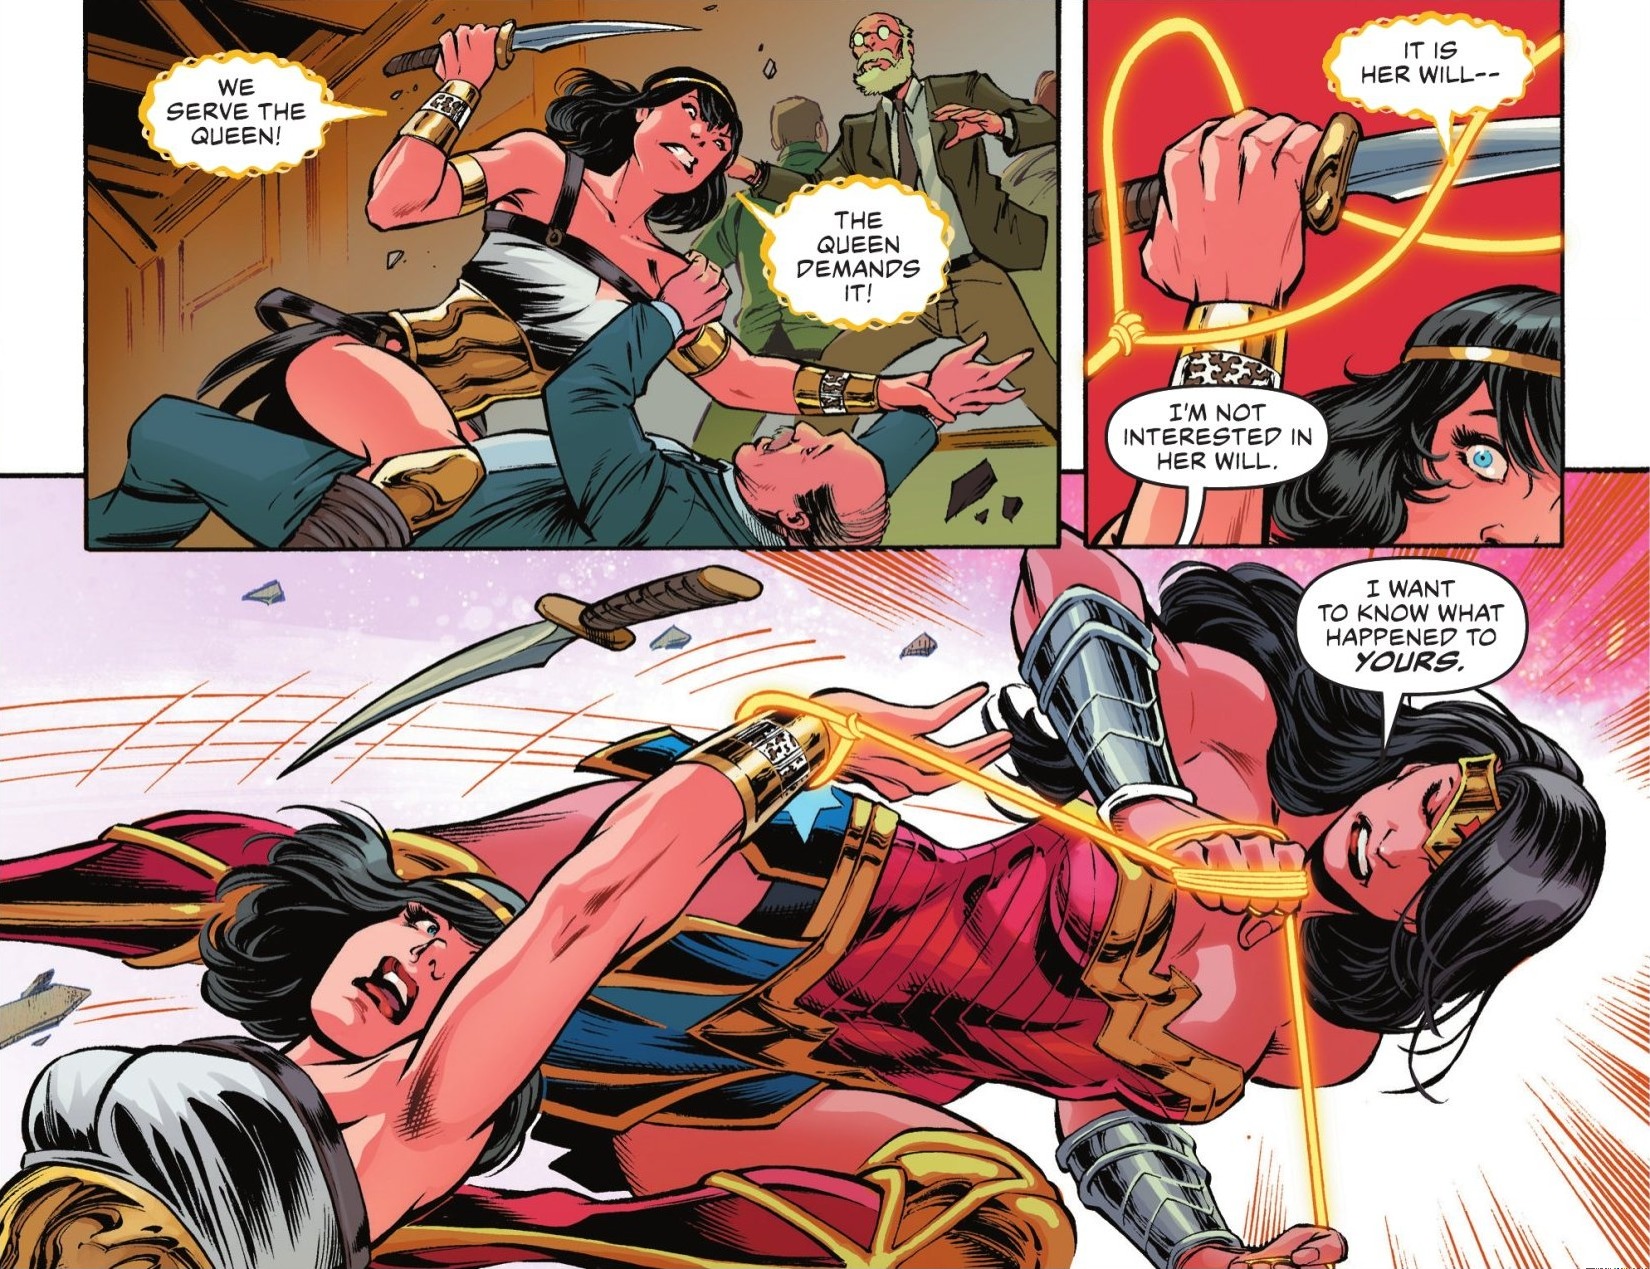 WE
SERVE THE
QUEEN!
THE
QUEEN
DEMANDS
IT!
IT IS
HER WILL--
I'M NOT
INTERESTED IN
HER WILL.
I WANT
TO KNOW WHAT
HAPPENED TO
YOURS.